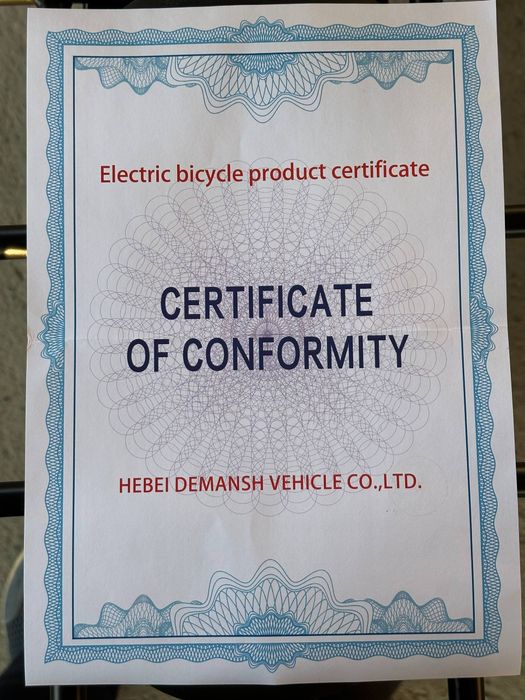 Electric bicycle product certificate
CERTIFICATE
OF CONFORMITY
HEBEI DEMANSH VEHICLE CO.,LTD.